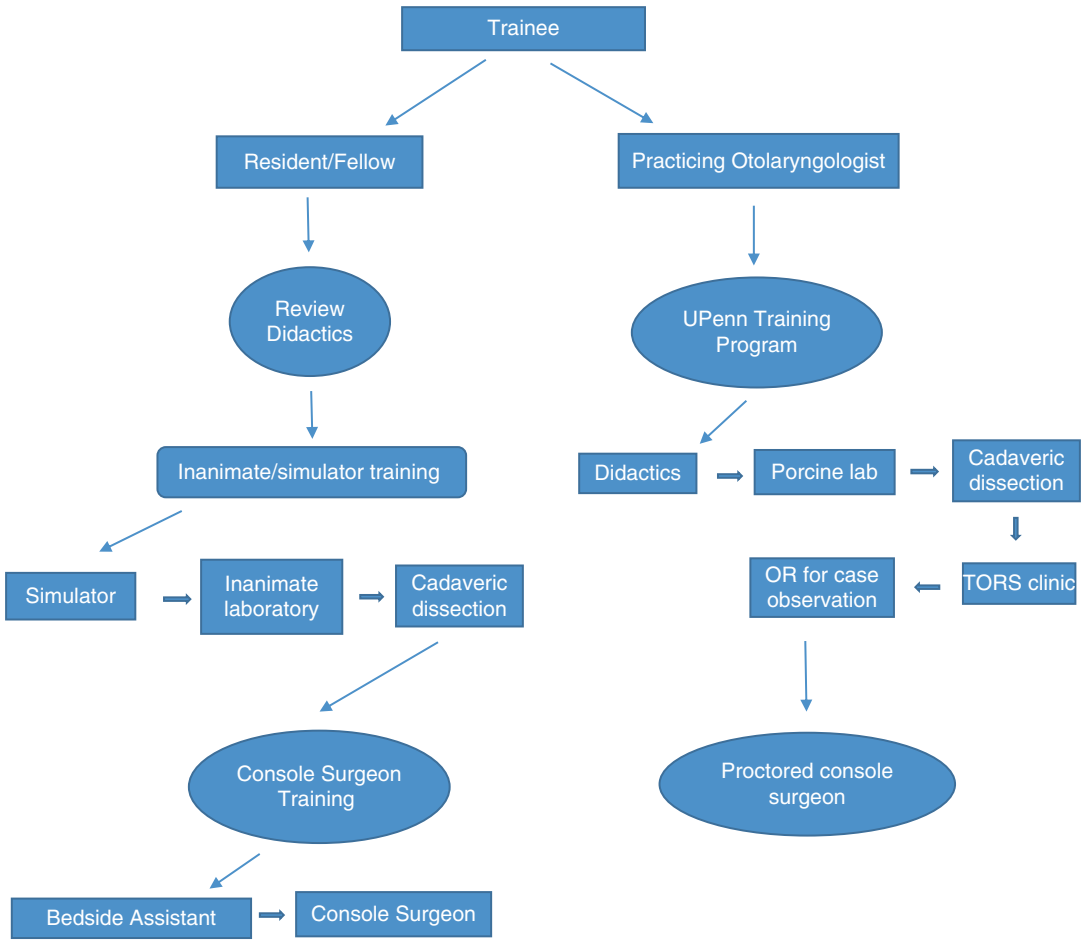 Trainee
Resident/Fellow
Practicing Otolaryngologist
Review
Didactics
UPenn Training
Program
Inanimate/simulator training
Didactics
Porcine lab
Cadaveric
dissection
Simulator
Inanimate
laboratory
Cadaveric
dissection
OR for case
observation
TORS clinic
Console Surgeon
Training
Proctored console
surgeon
Bedside Assistant
Console Surgeon